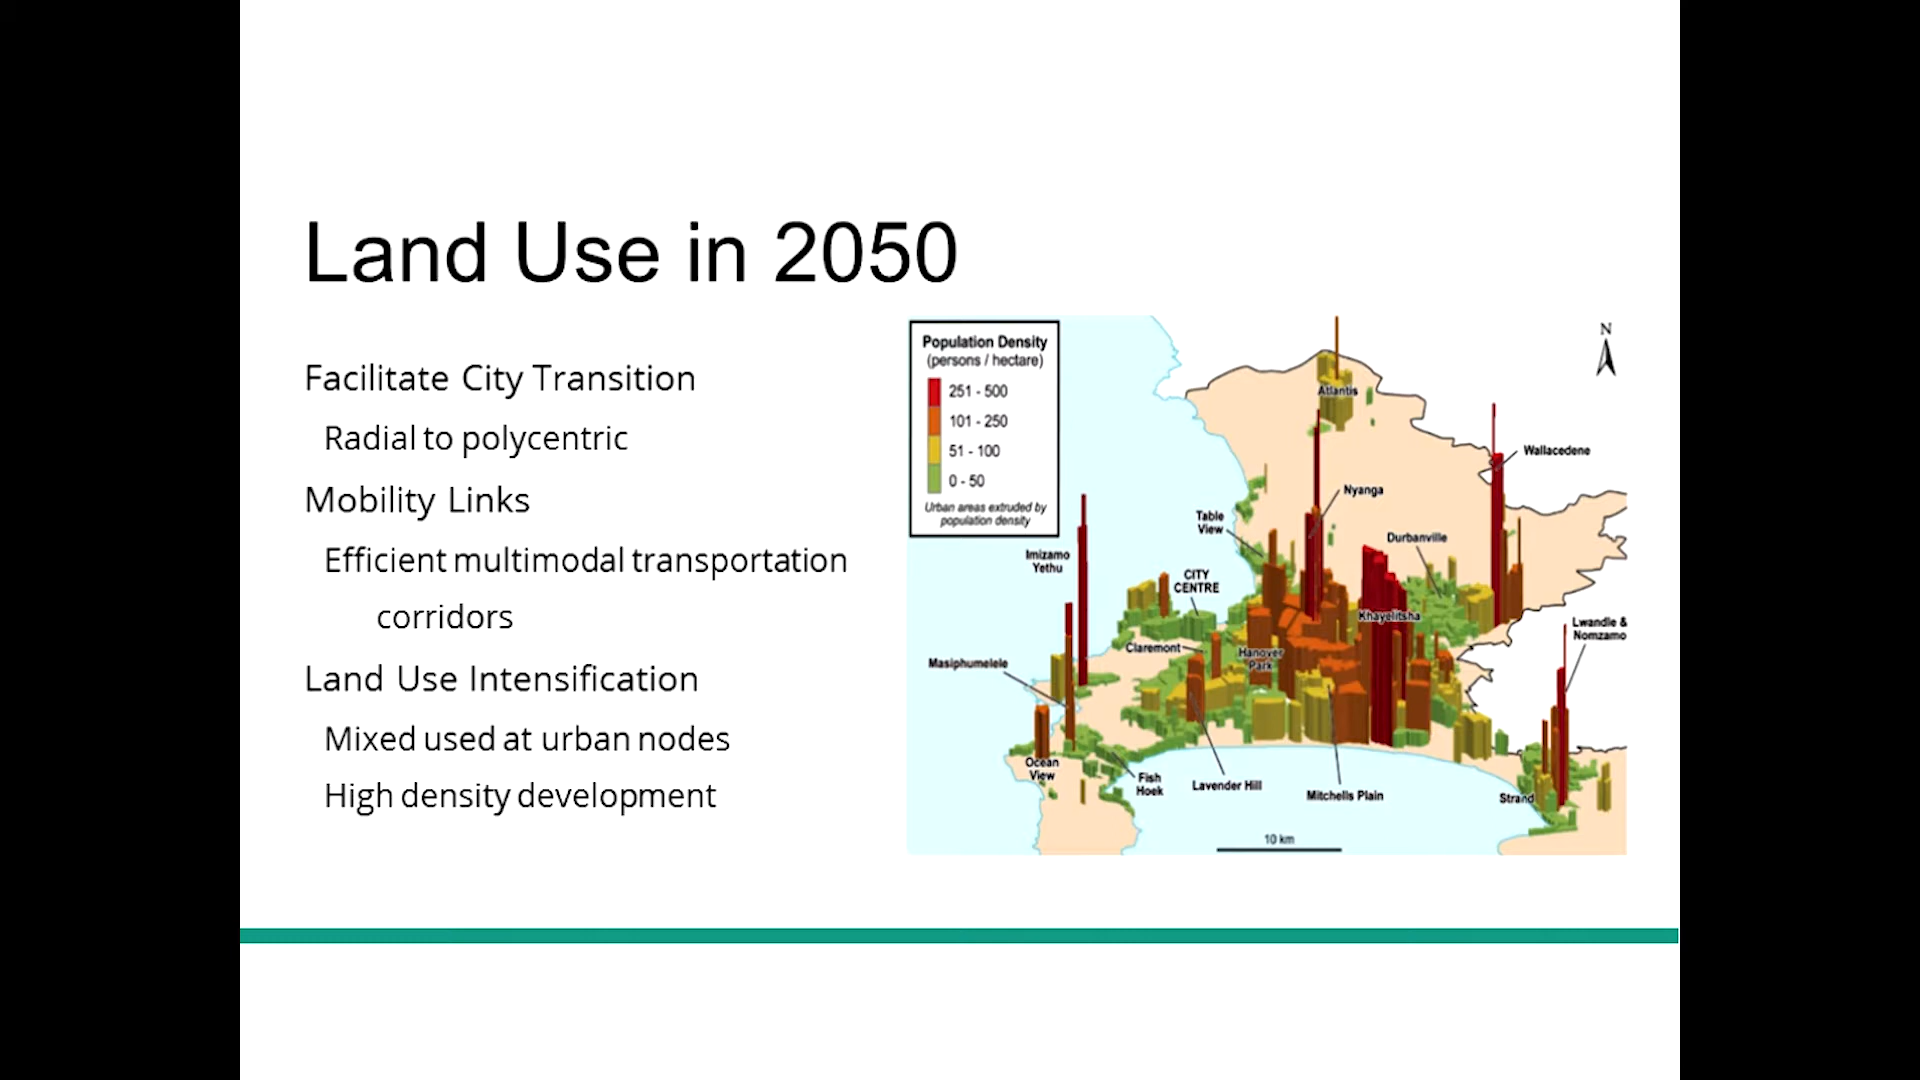 Land Use in 2050
Facilitate City Transition
Radial to polycentric
Mobility Links
Efficient multimodal transportation
corridors
Land Use Intensification
Mixed used at urban nodes
High density development
Population Density
(persons / hectare)
251 - 500
101 - 250
51 - 100
0 - 50
Urban areas extruded by
population density
N
Atlantis
Wallacedene
Nyanga
Table
View
Durbanville
Imizamo
Yethu
CITY
CENTRE
Khayelitsha
Lwandle &
Nomzamo
Claremont
Hanover
Park
Masiphumelele
Ocean
View
Fish
Hoek
Lavender Hill
Mitchells Plain
Strand
10 km